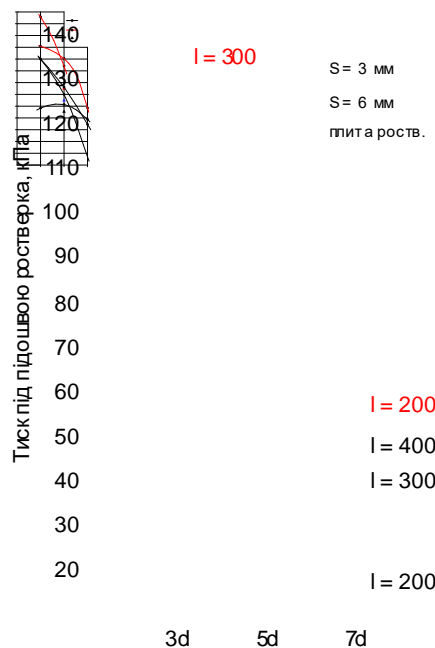 Тиск під підошвою ростверка, кПа
140
130
120
110
100
90
80
70
60
50
40
30
20
l = 300
S = 3 мм
S = 6 мм
плита роств.
l = 200
l = 400
l = 300
l = 200
3d 5d 7d